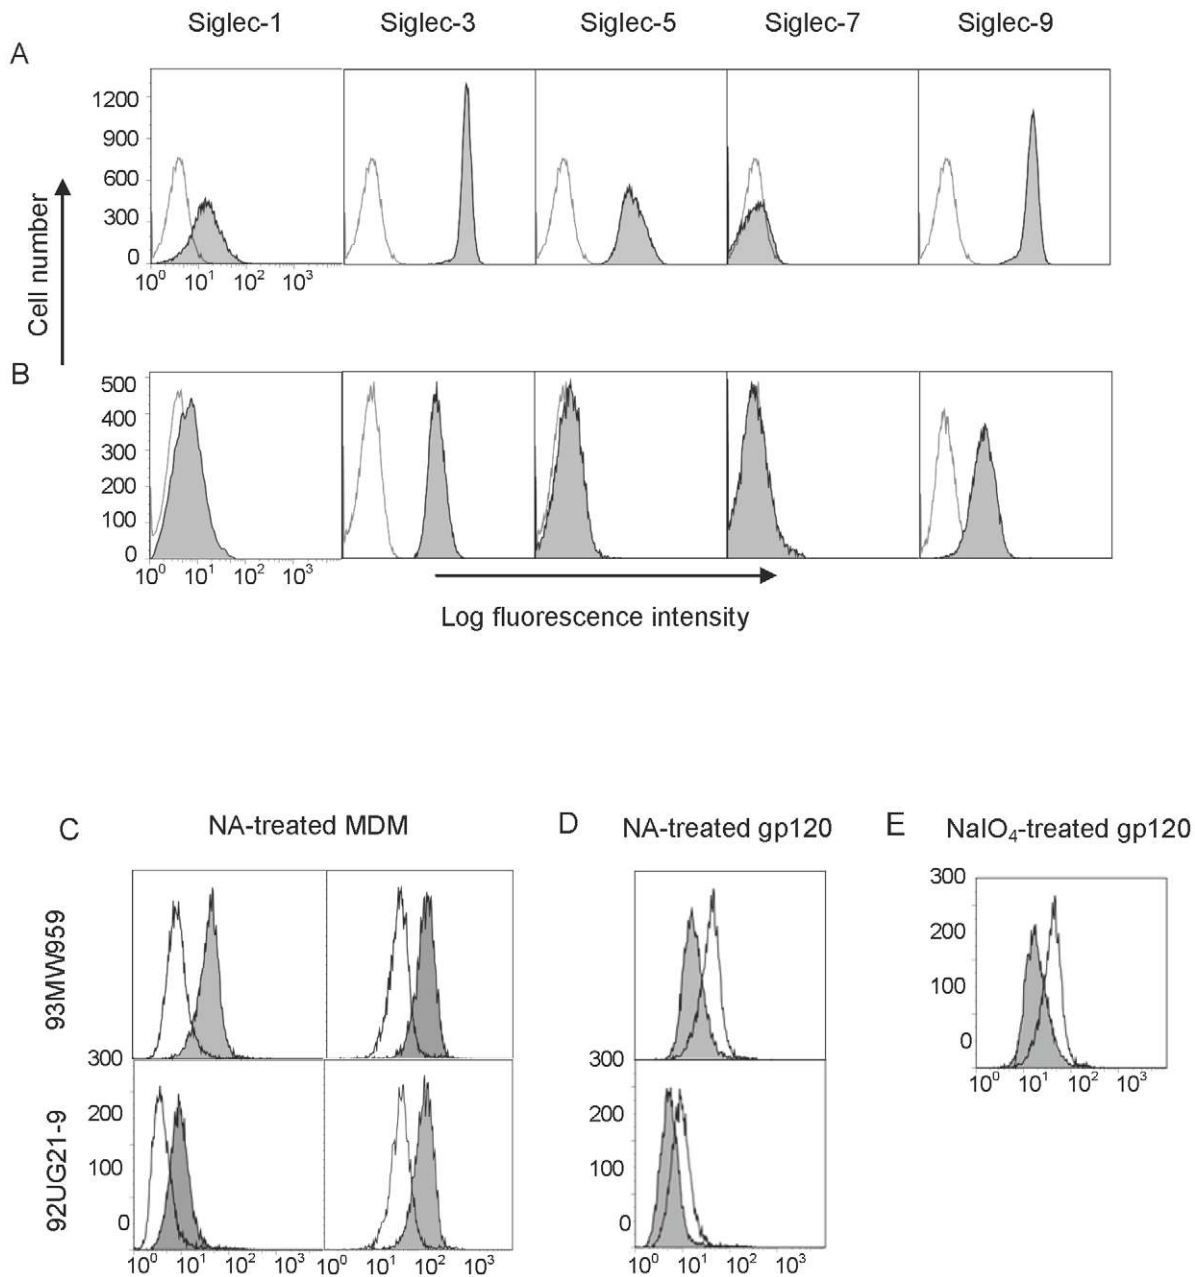 Siglec-1 Siglec-3 Siglec-5 Siglec-7 Siglec-9
A
1200
900
600
300
0
10⁰ 10¹ 10² 10³
Cell number
B
500
400
300
200
100
0
10⁰ 10¹ 10² 10³
Log fluorescence intensity
C NA-treated MDM D NA-treated gp120 E NaIO₄-treated gp120
93MW959
300
200
100
0
10⁰ 10¹ 10² 10³
300 300
92UG21-9
200 200
100 100
0 0
10⁰ 10¹ 10² 10³ 10⁰ 10¹ 10² 10³ 10⁰ 10¹ 10² 10³